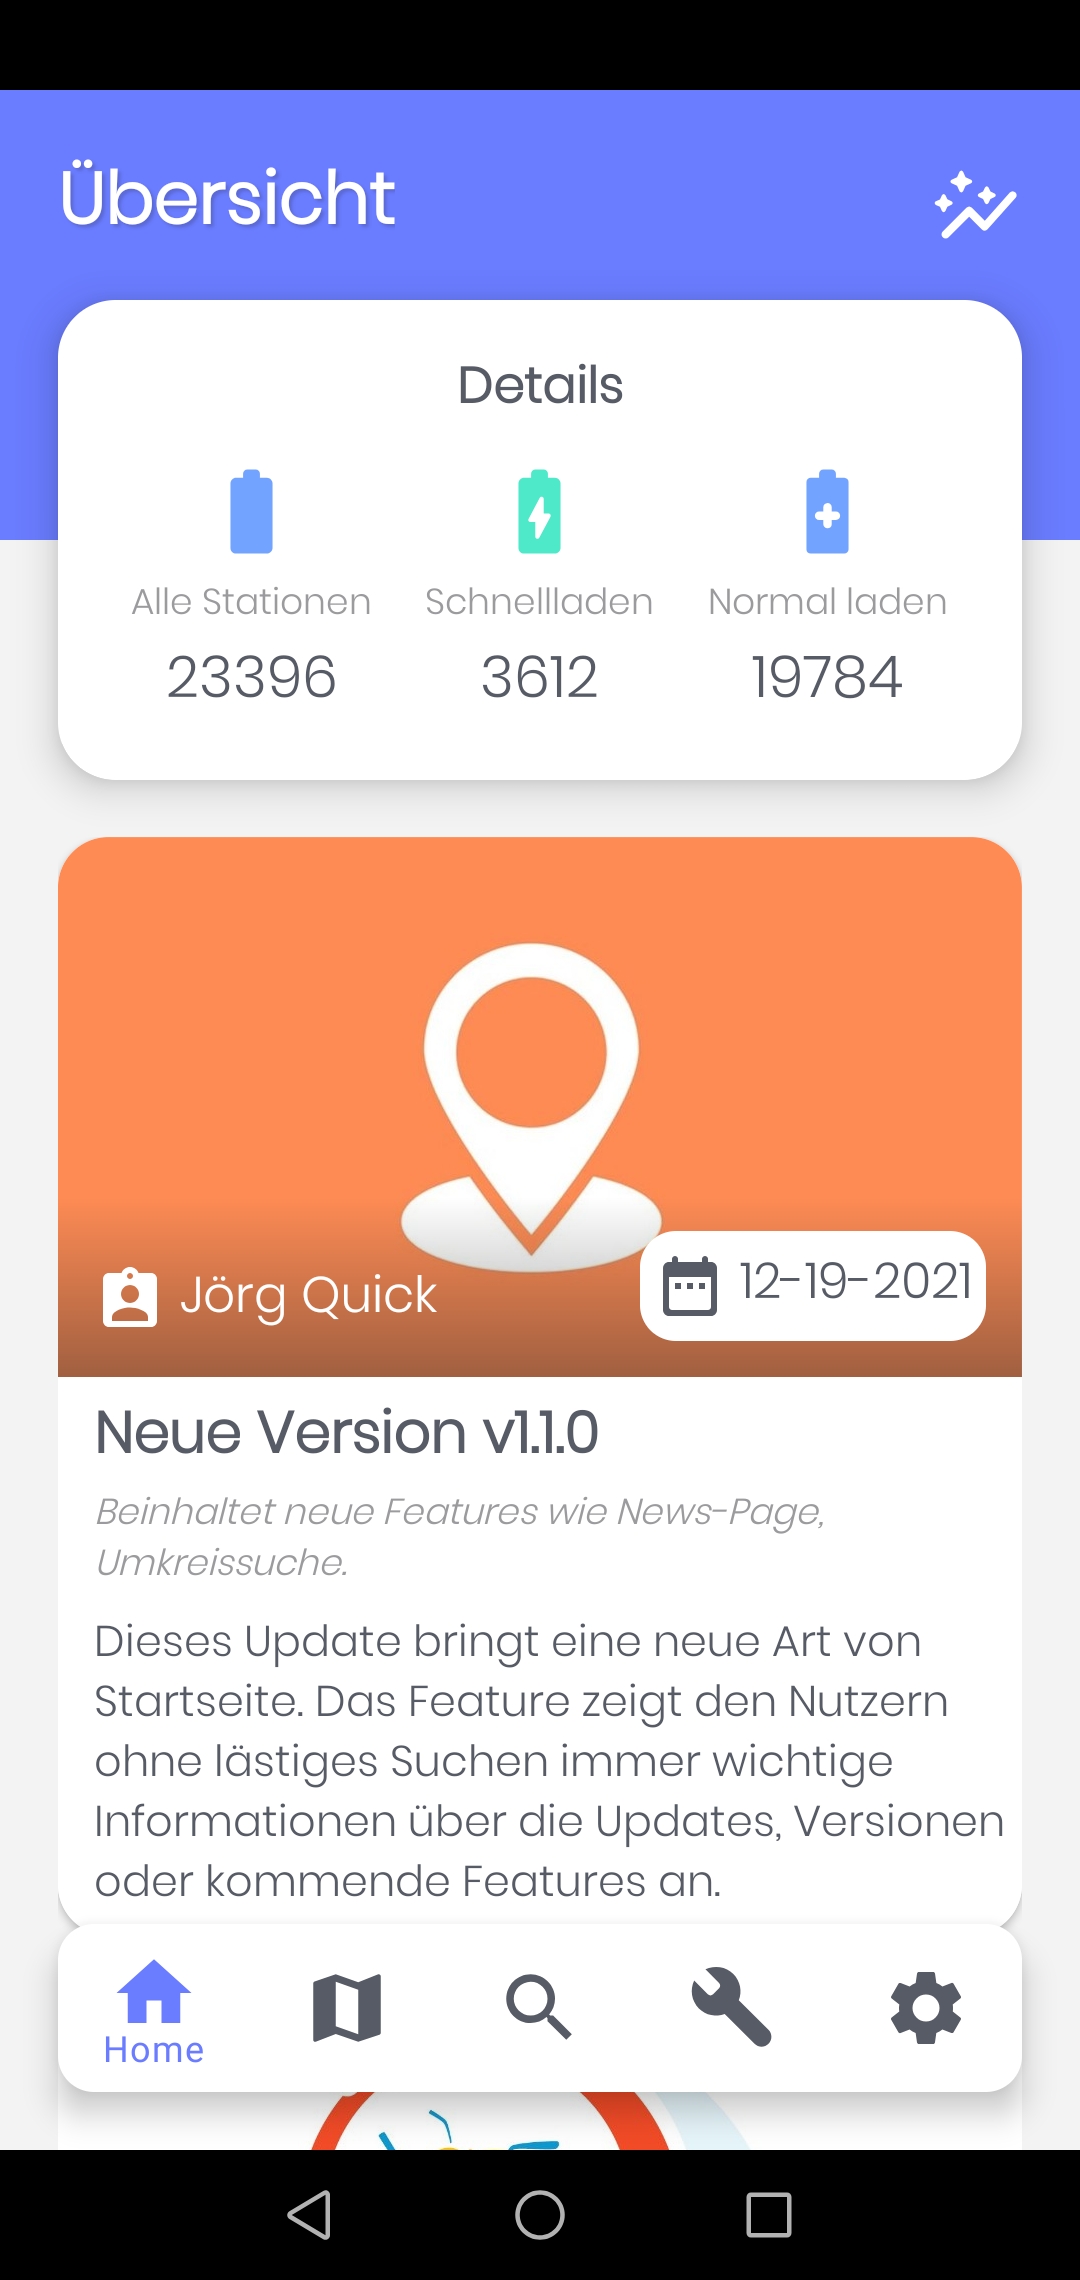 Übersicht
Details
Alle Stationen
Schnellladen
Normal laden
23396
3612
19784
Jörg Quick
12-19-2021
Neue Version v1.1.0
Beinhaltet neue Features wie News-Page,
Umkreissuche.
Dieses Update bringt eine neue Art von
Startseite. Das Feature zeigt den Nutzern
ohne lästiges Suchen immer wichtige
Informationen über die Updates, Versionen
oder kommende Features an.
Home